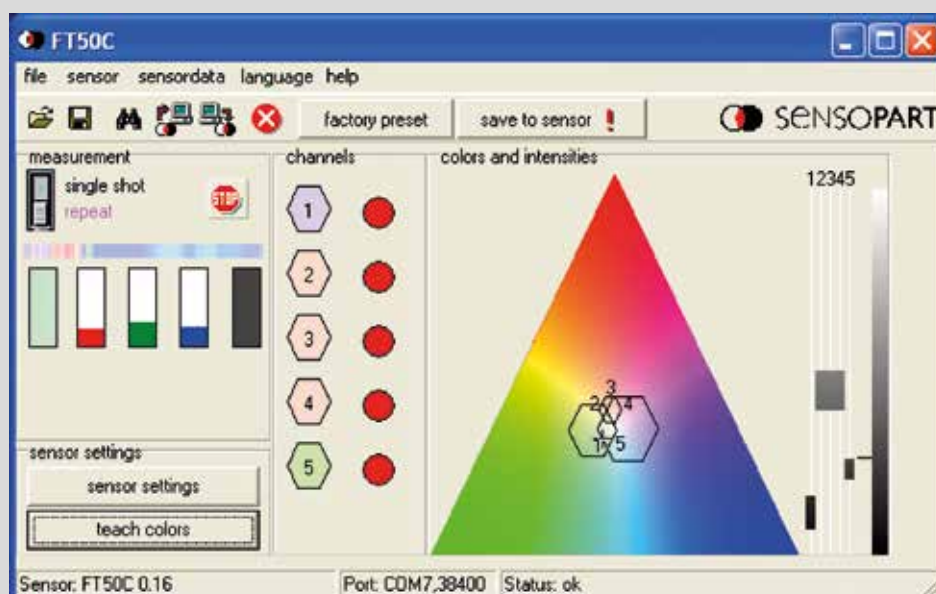 FT50C
file sensor sensordata language help
factory preset save to sensor ! SENSOPART
measurement
single shot
repeat
STOP
channels
1
2
3
4
5
colors and intensities
12345
3
2 4
1 5
sensor settings
sensor settings
teach colors
Sensor: FT50C 0.16 Port: COM7,38400 Status: ok